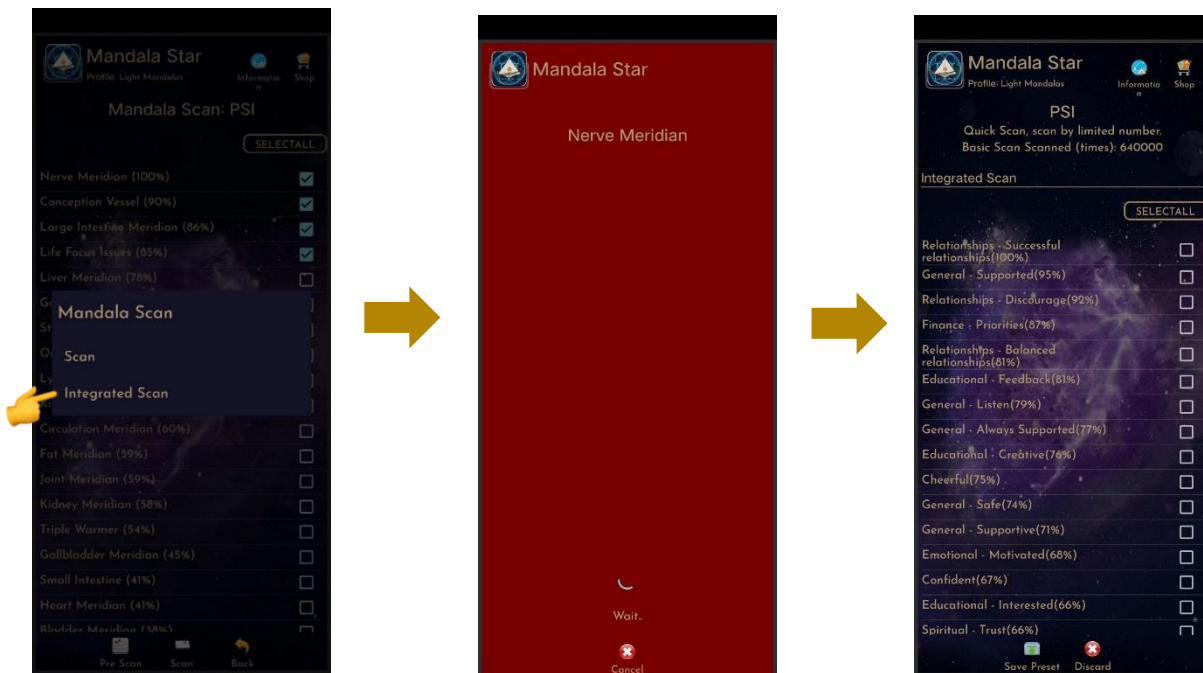 Mandala Star
Profile: Light Mandalas
Informatio
n
Shop
Mandala Scan: PSI
SELECTALL
Nerve Meridian (100%)
Conception Vessel (90%)
Large Intestine Meridian (86%)
Life Focus Issues (85%)
Liver Meridian (78%)
Mandala Scan
Scan
Integrated Scan
Circulation Meridian (60%)
Fat Meridian (59%)
Joint Meridian (59%)
Kidney Meridian (58%)
Triple Warmer (54%)
Gallbladder Meridian (45%)
Small Intestine (41%)
Heart Meridian (41%)
Bladder Meridian (38%)
Pre Scan Scan Back
Mandala Star
Nerve Meridian
Wait..
Cancel
Mandala Star
Profile: Light Mandalas
Informatio
n
Shop
PSI
Quick Scan, scan by limited number,
Basic Scan Scanned (times): 640000
Integrated Scan
SELECTALL
Relationships - Successful
relationships(100%)
General - Supported(95%)
Relationships - Discourage(92%)
Finance - Priorities(87%)
Relationships - Balanced
relationships(81%)
Educational - Feedback(81%)
General - Listen(79%)
General - Always Supported(77%)
Educational - Creative(76%)
Cheerful(75%)
General - Safe(74%)
General - Supportive(71%)
Emotional - Motivated(68%)
Confident(67%)
Educational - Interested(66%)
Spiritual - Trust(66%)
Save Preset Discard